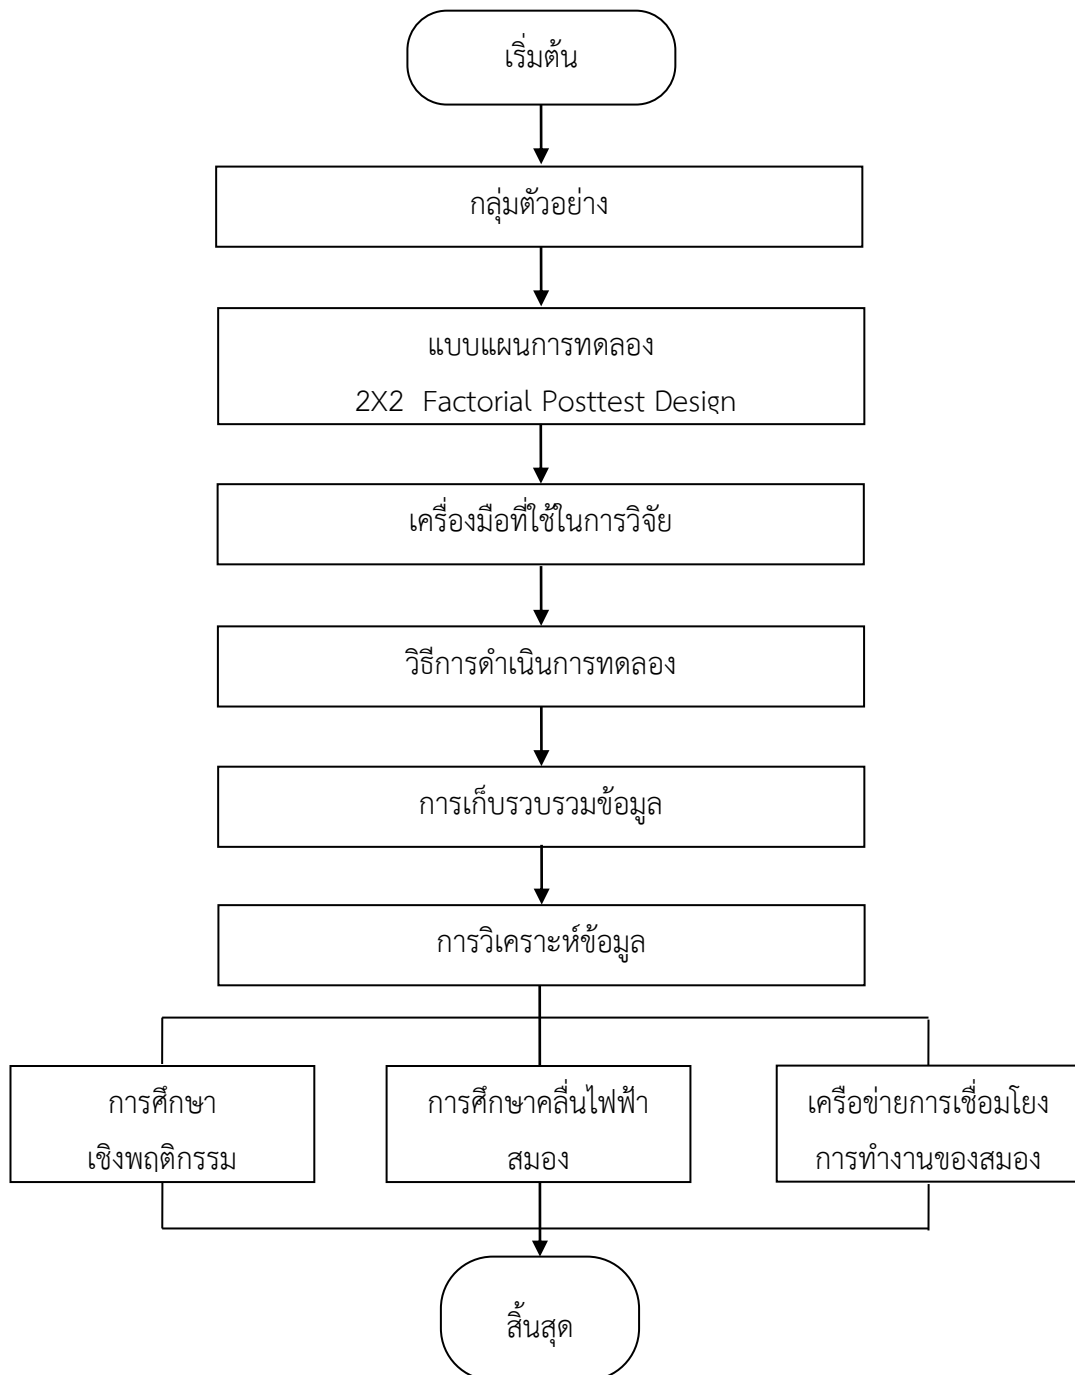 เริ่มต้น
กลุ่มตัวอย่าง
แบบแผนการทดลอง
2X2 Factorial Posttest Design
เครื่องมือที่ใช้ในการวิจัย
วิธีการดำเนินการทดลอง
การเก็บรวบรวมข้อมูล
การวิเคราะห์ข้อมูล
การศึกษา
เชิงพฤติกรรม
การศึกษาคลื่นไฟฟ้า
สมอง
เครือข่ายการเชื่อมโยง
การทำงานของสมอง
สิ้นสุด